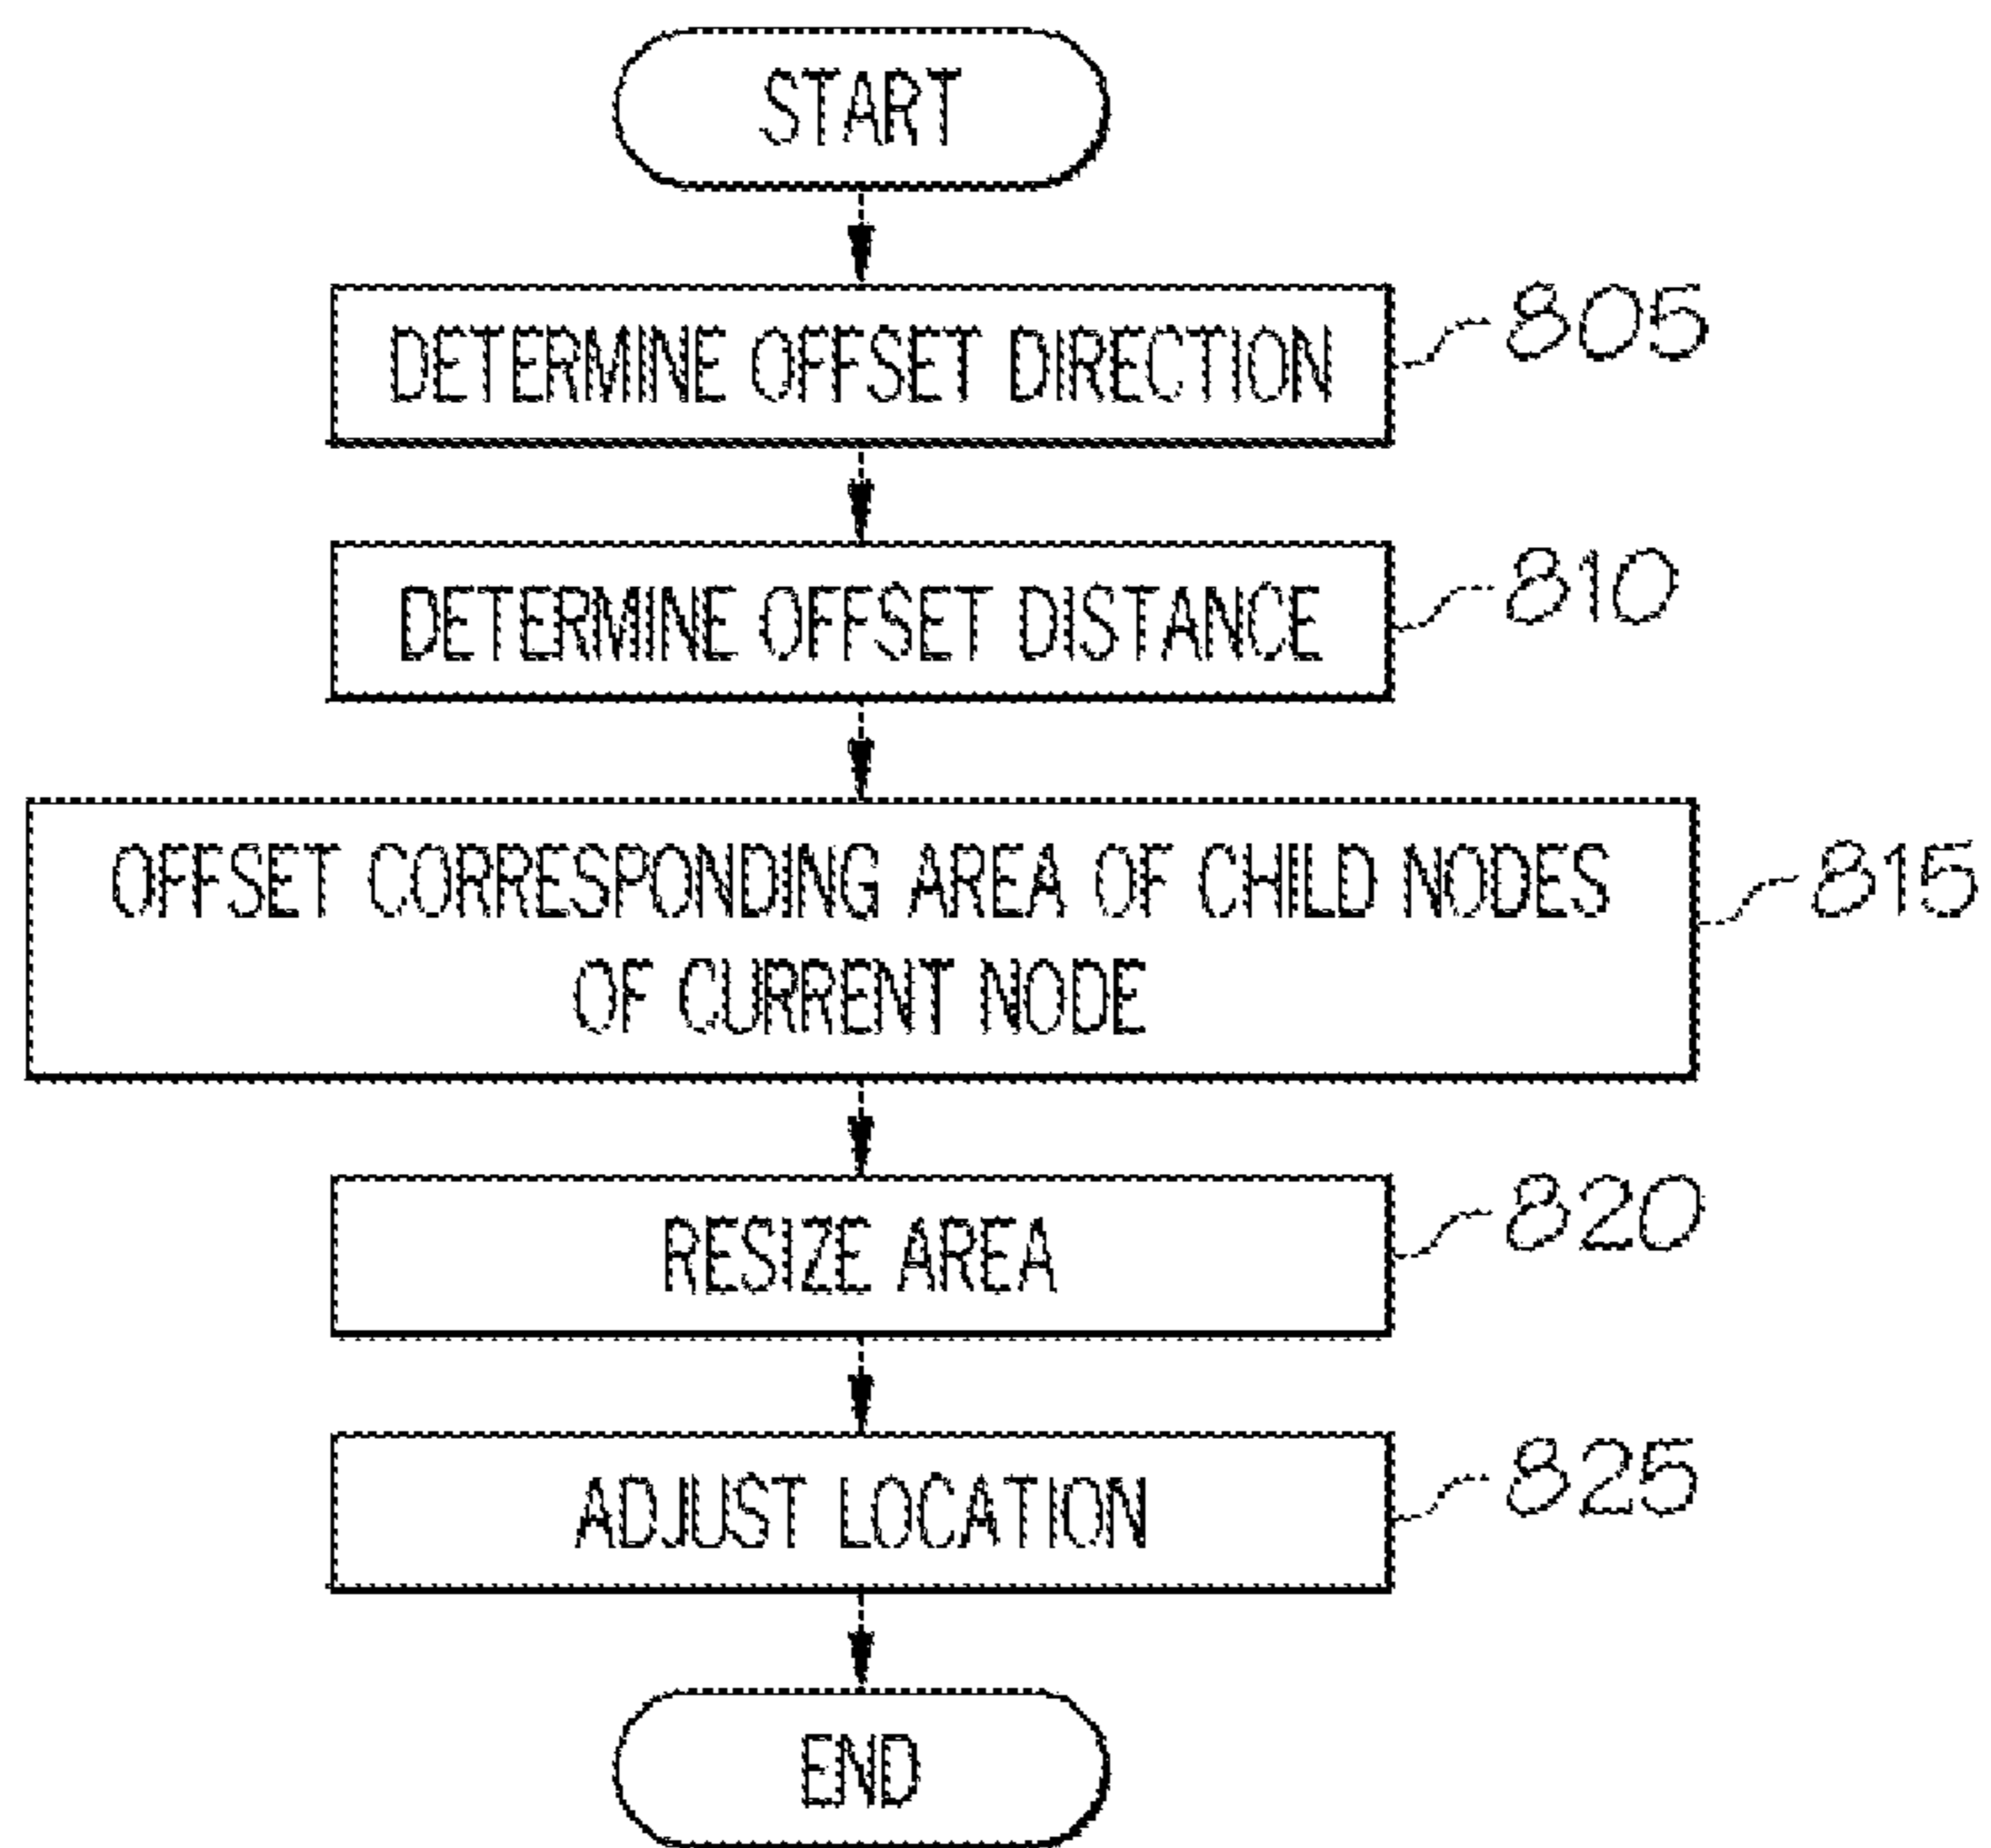 START
DETERMINE OFFSET DIRECTION
805
DETERMINE OFFSET DISTANCE
810
OFFSET CORRESPONDING AREA OF CHILD NODES
OF CURRENT NODE
815
RESIZE AREA
820
ADJUST LOCATION
825
END